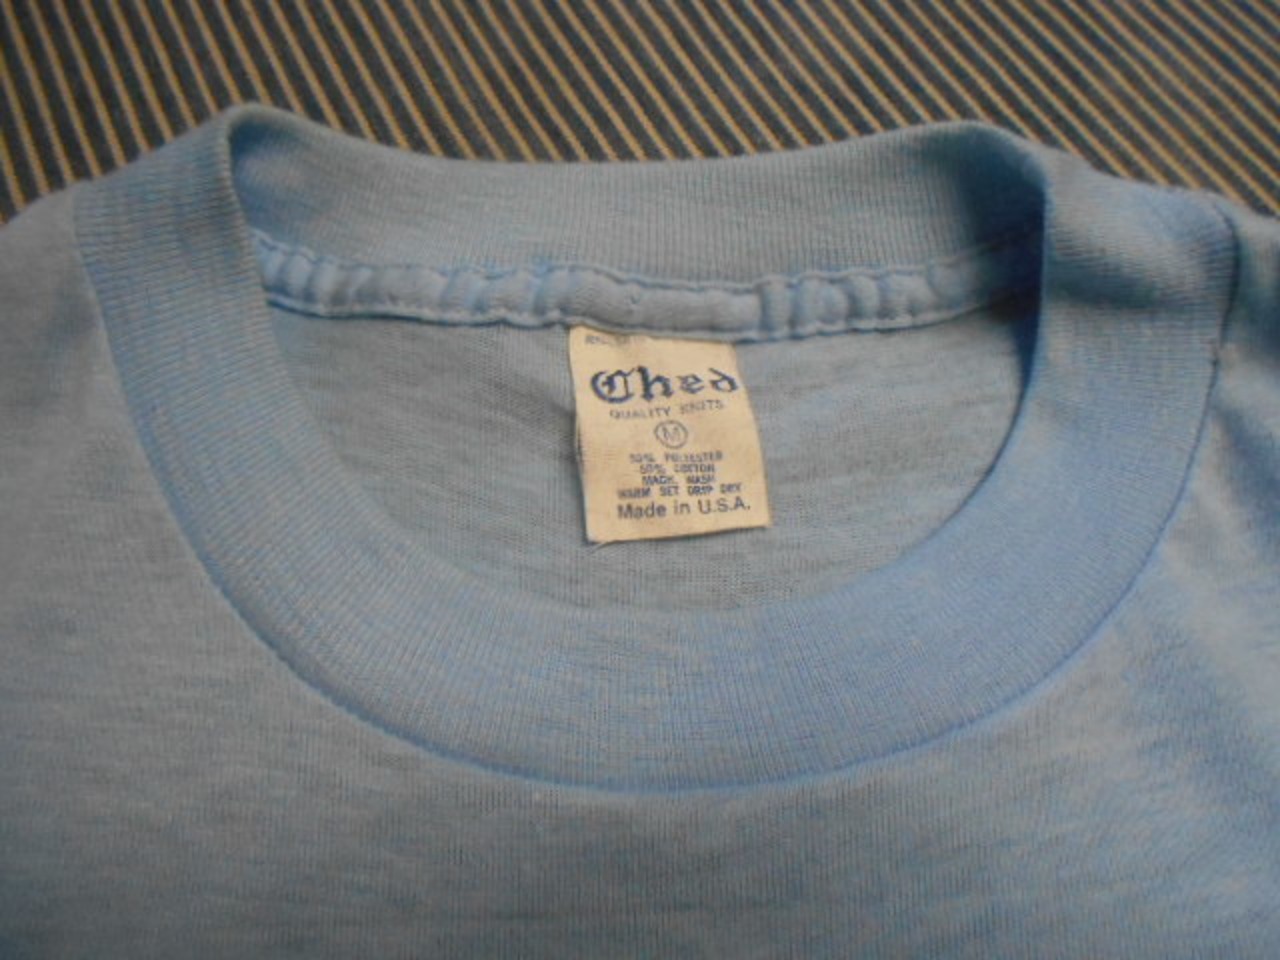 Ched
QUALITY KNITS
M
50% POLYESTER
50% COTTON
MACH. WASH
WARM SET DRIP DRY
Made in U.S.A.